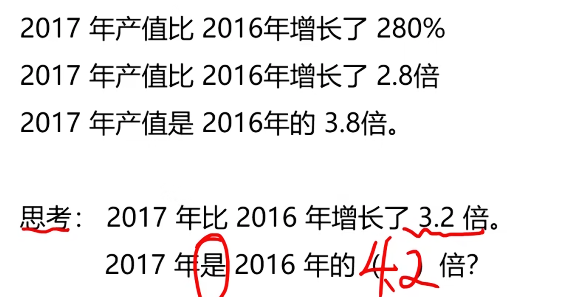 2017 年产值比 2016年增长了 280%
2017 年产值比 2016年增长了 2.8倍
2017 年产值是 2016年的 3.8倍。
思考： 2017 年比 2016 年增长了 3.2 倍。
2017 年是 2016 年的（4.2）倍？